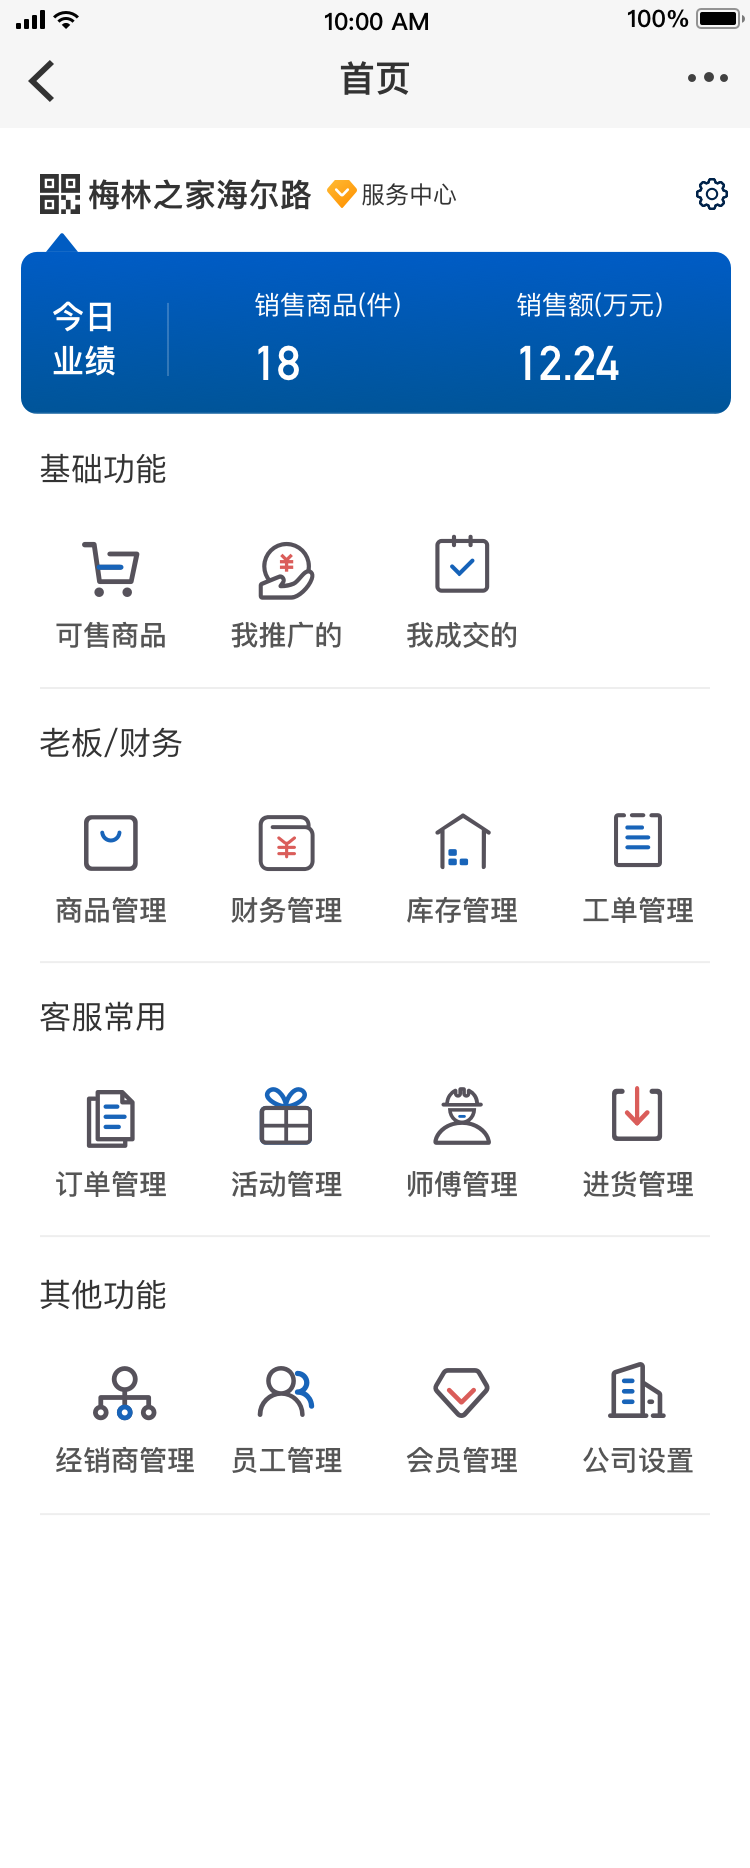 10:00 AM
100%
首页
梅林之家海尔路 服务中心
今日
业绩
销售商品(件) 销售额(万元)
18 12.24
基础功能
可售商品 我推广的 我成交的
老板/财务
商品管理 财务管理 库存管理 工单管理
客服常用
订单管理 活动管理 师傅管理 进货管理
其他功能
经销商管理 员工管理 会员管理 公司设置